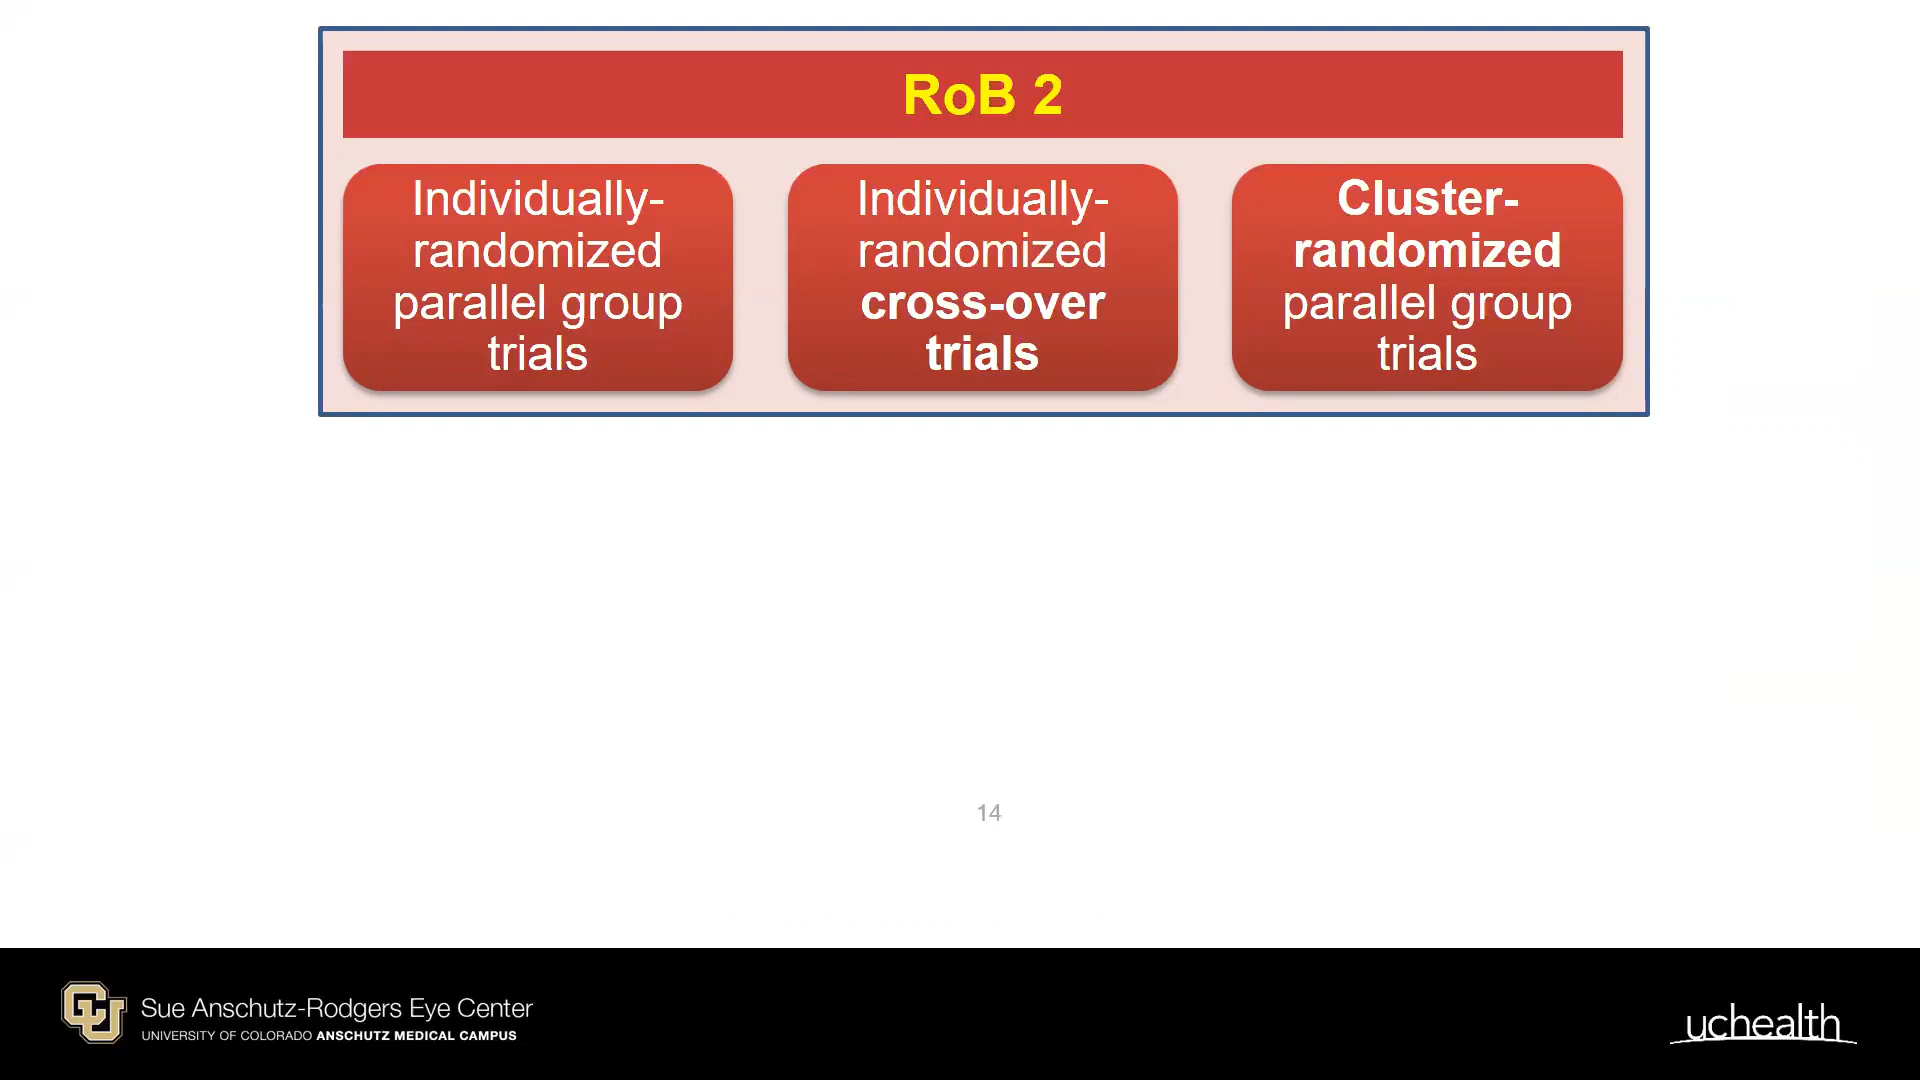 RoB 2
Individually-
randomized
parallel group
trials
Individually-
randomized
cross-over
trials
Cluster-
randomized
parallel group
trials
14
CU
Sue Anschutz-Rodgers Eye Center
UNIVERSITY OF COLORADO ANSCHUTZ MEDICAL CAMPUS
uchealth